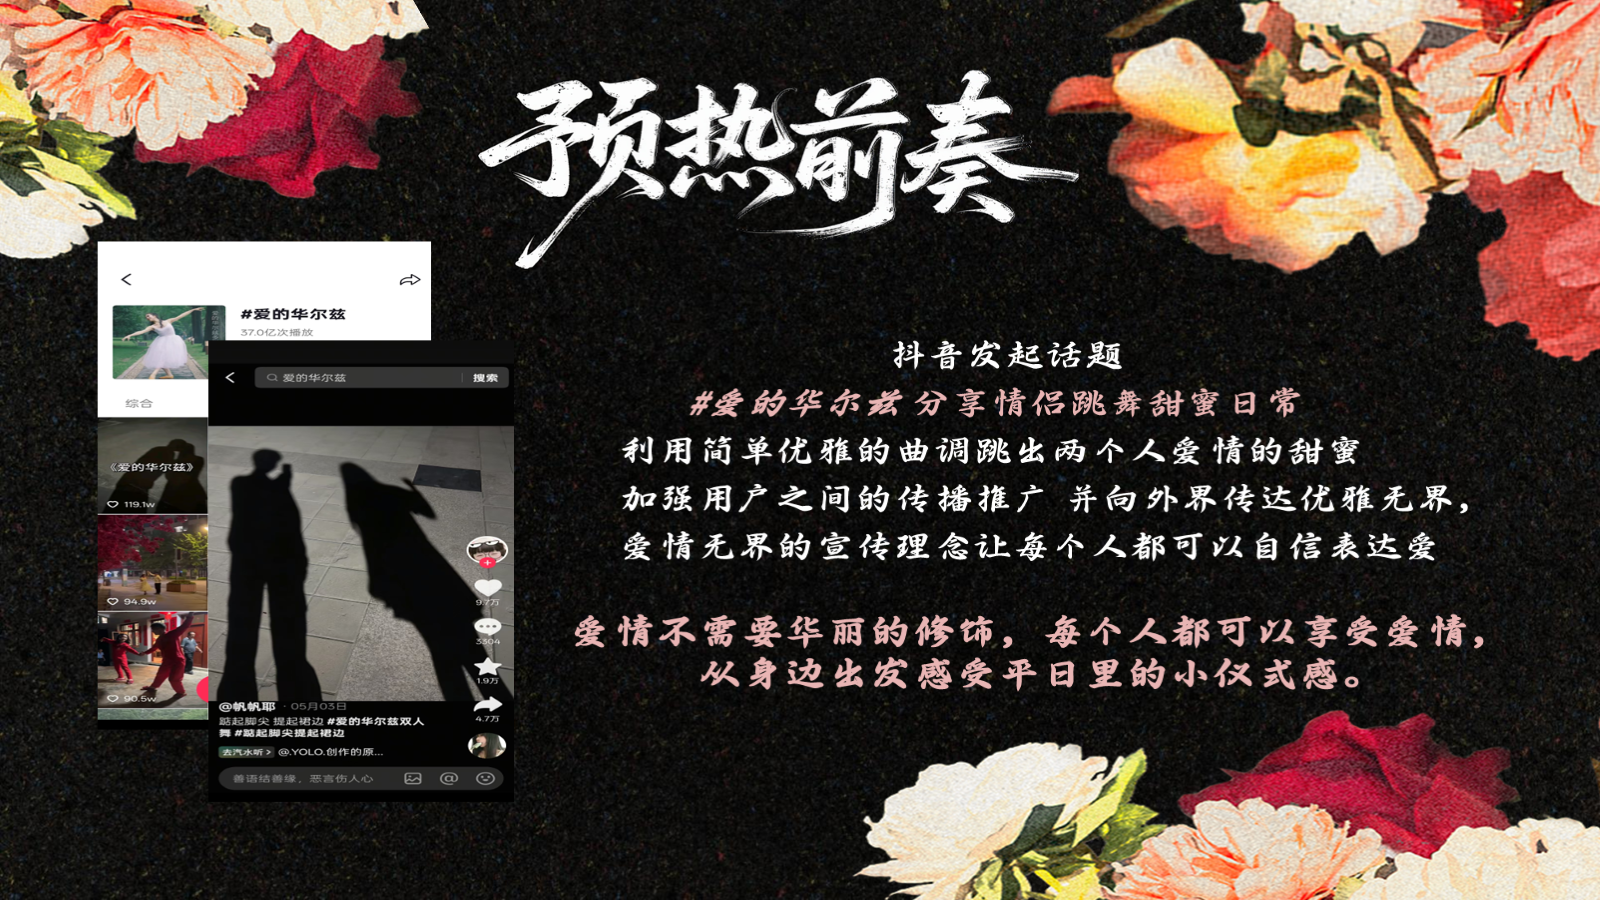 预热前奏
#爱的华尔兹
37.0亿次播放
综合
《爱的华尔兹》
119.1w
94.9w
90.5w
爱的华尔兹
搜索
9.7万
3304
1.9万
4.7万
@帆帆耶 · 05月03日
踮起脚尖 提起裙边 #爱的华尔兹双人
舞 #踮起脚尖提起裙边
去汽水听 >
@.YOLO.创作的原...
善语结善缘，恶言伤人心
抖音发起话题
#爱的华尔兹 分享情侣跳舞甜蜜日常
利用简单优雅的曲调跳出两个人爱情的甜蜜
加强用户之间的传播推广 并向外界传达优雅无界，
爱情无界的宣传理念让每个人都可以自信表达爱
爱情不需要华丽的修饰，每个人都可以享受爱情，
从身边出发感受平日里的小仪式感。